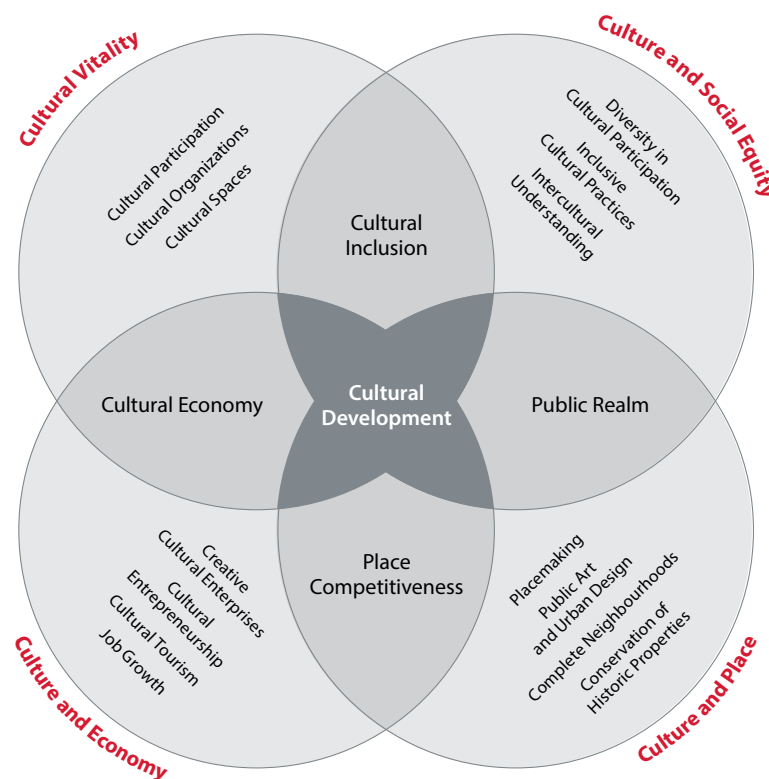 Cultural Vitality
Cultural Participation
Cultural Organizations
Cultural Spaces
Culture and Social Equity
Diversity in
Cultural Participation
Inclusive
Cultural Practices
Intercultural
Understanding
Cultural
Inclusion
Cultural Economy
Cultural
Development
Public Realm
Place
Competitiveness
Creative
Cultural Enterprises
Cultural
Entrepreneurship
Cultural Tourism
Job Growth
Culture and Economy
Placemaking
Public Art
and Urban Design
Complete Neighbourhoods
Conservation of
Historic Properties
Culture and Place